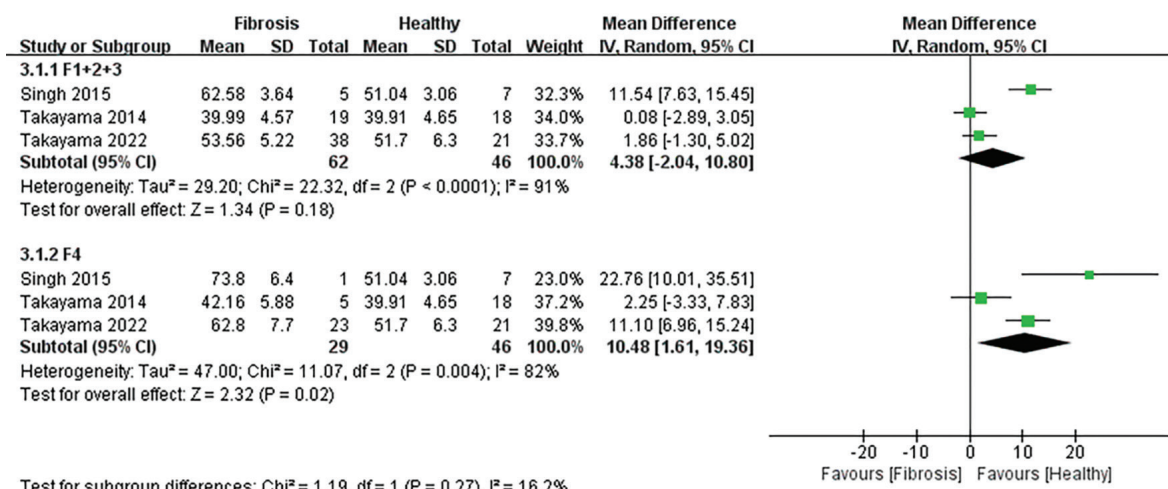 Fibrosis Healthy Mean Difference Mean Difference
Study or Subgroup Mean SD Total Mean SD Total Weight IV, Random, 95% CI IV, Random, 95% CI
3.1.1 F1+2+3
Singh 2015 62.58 3.64 5 51.04 3.06 7 32.3% 11.54 [7.63, 15.45]
Takayama 2014 39.99 4.57 19 39.91 4.65 18 34.0% 0.08 [-2.89, 3.05]
Takayama 2022 53.56 5.22 38 51.7 6.3 21 33.7% 1.86 [-1.30, 5.02]
Subtotal (95% CI) 62 46 100.0% 4.38 [-2.04, 10.80]
Heterogeneity: Tau² = 29.20; Chi² = 22.32, df = 2 (P < 0.0001); I² = 91%
Test for overall effect: Z = 1.34 (P = 0.18)
3.1.2 F4
Singh 2015 73.8 6.4 1 51.04 3.06 7 23.0% 22.76 [10.01, 35.51]
Takayama 2014 42.16 5.88 5 39.91 4.65 18 37.2% 2.25 [-3.33, 7.83]
Takayama 2022 62.8 7.7 23 51.7 6.3 21 39.8% 11.10 [6.96, 15.24]
Subtotal (95% CI) 29 46 100.0% 10.48 [1.61, 19.36]
Heterogeneity: Tau² = 47.00; Chi² = 11.07, df = 2 (P = 0.004); I² = 82%
Test for overall effect: Z = 2.32 (P = 0.02)
-20 -10 0 10 20
Favours [Fibrosis] Favours [Healthy]
Test for subgroup differences: Chi² = 1.19, df = 1 (P = 0.27), I² = 16.2%